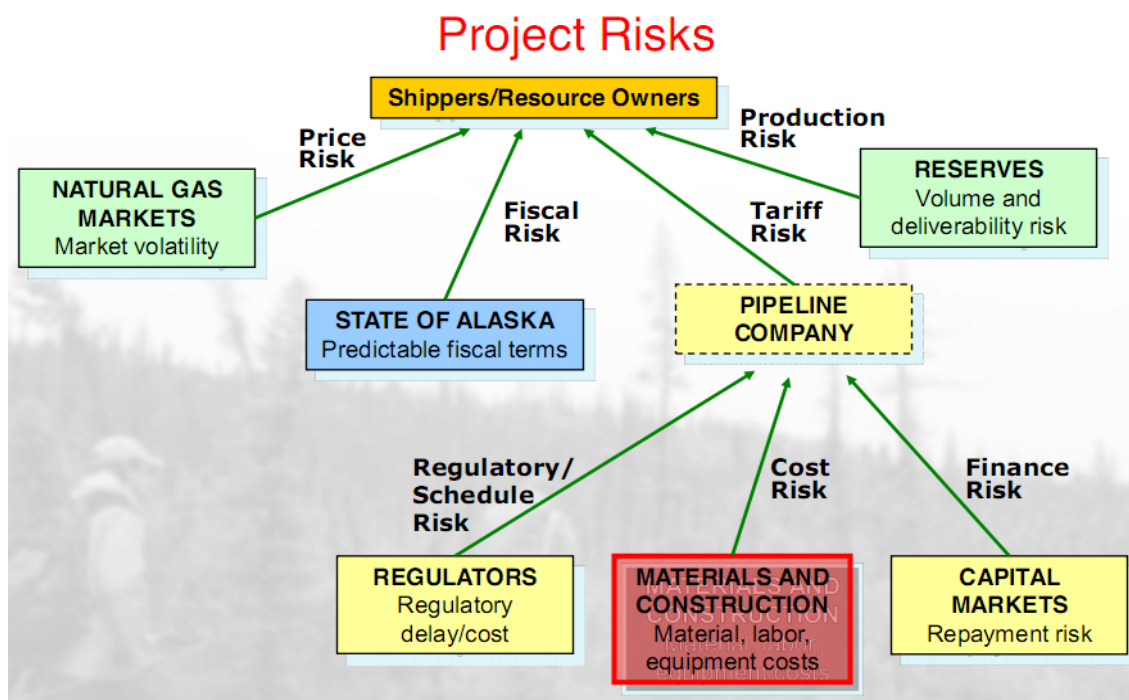 Project Risks
Shippers/Resource Owners
Price
Risk
Production
Risk
NATURAL GAS
MARKETS
Market volatility
Fiscal
Risk
Tariff
Risk
RESERVES
Volume and
deliverability risk
STATE OF ALASKA
Predictable fiscal terms
PIPELINE
COMPANY
Regulatory/
Schedule
Risk
Cost
Risk
Finance
Risk
REGULATORS
Regulatory
delay/cost
MATERIALS AND
CONSTRUCTION
Material, labor,
equipment costs
CAPITAL
MARKETS
Repayment risk